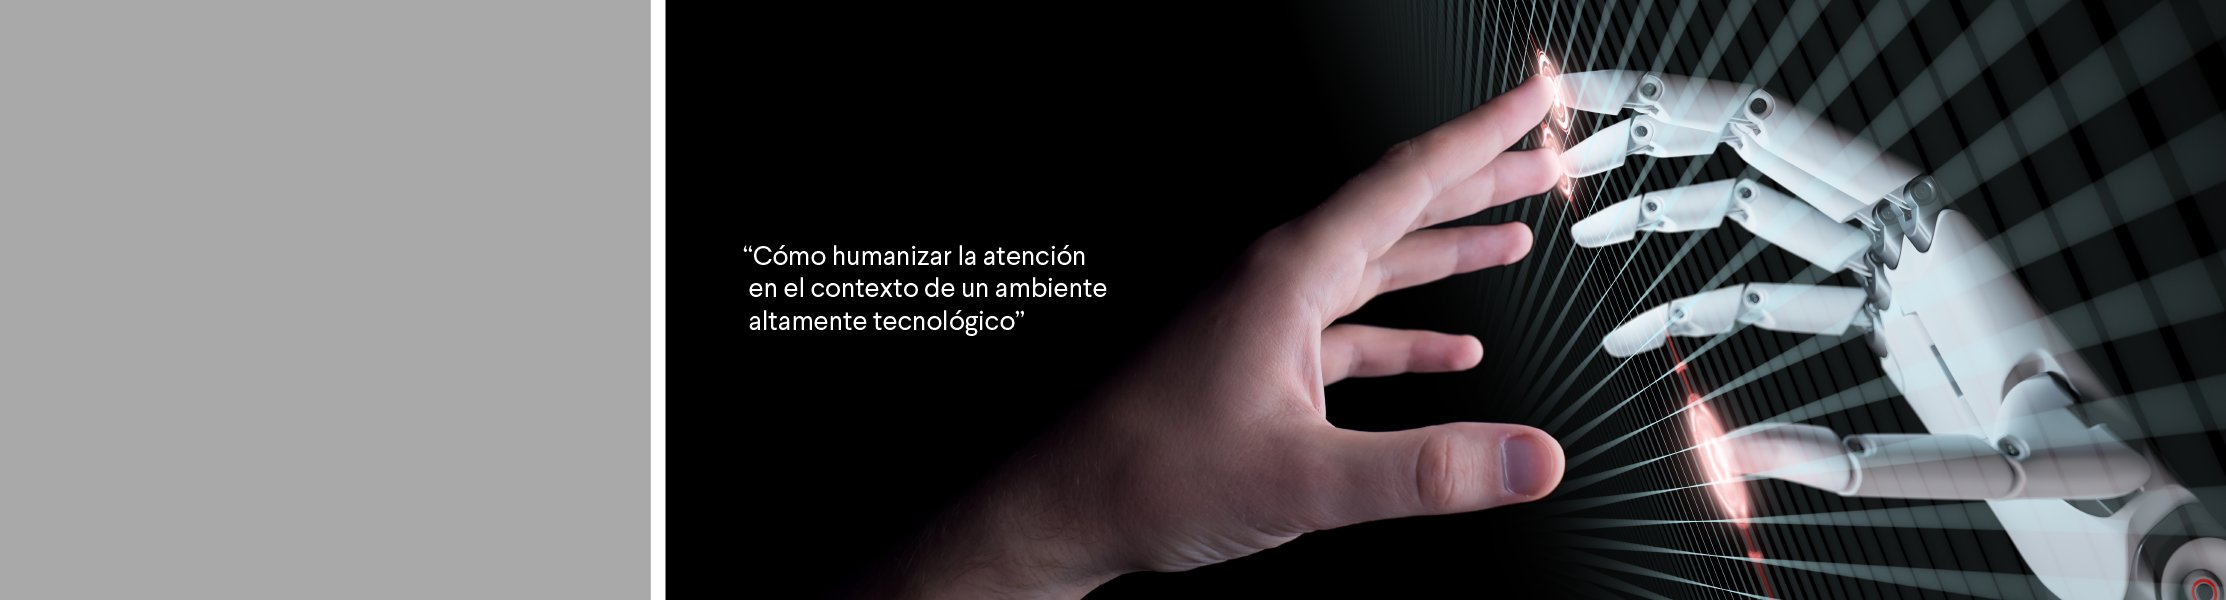 “Cómo humanizar la atención
en el contexto de un ambiente
altamente tecnológico”